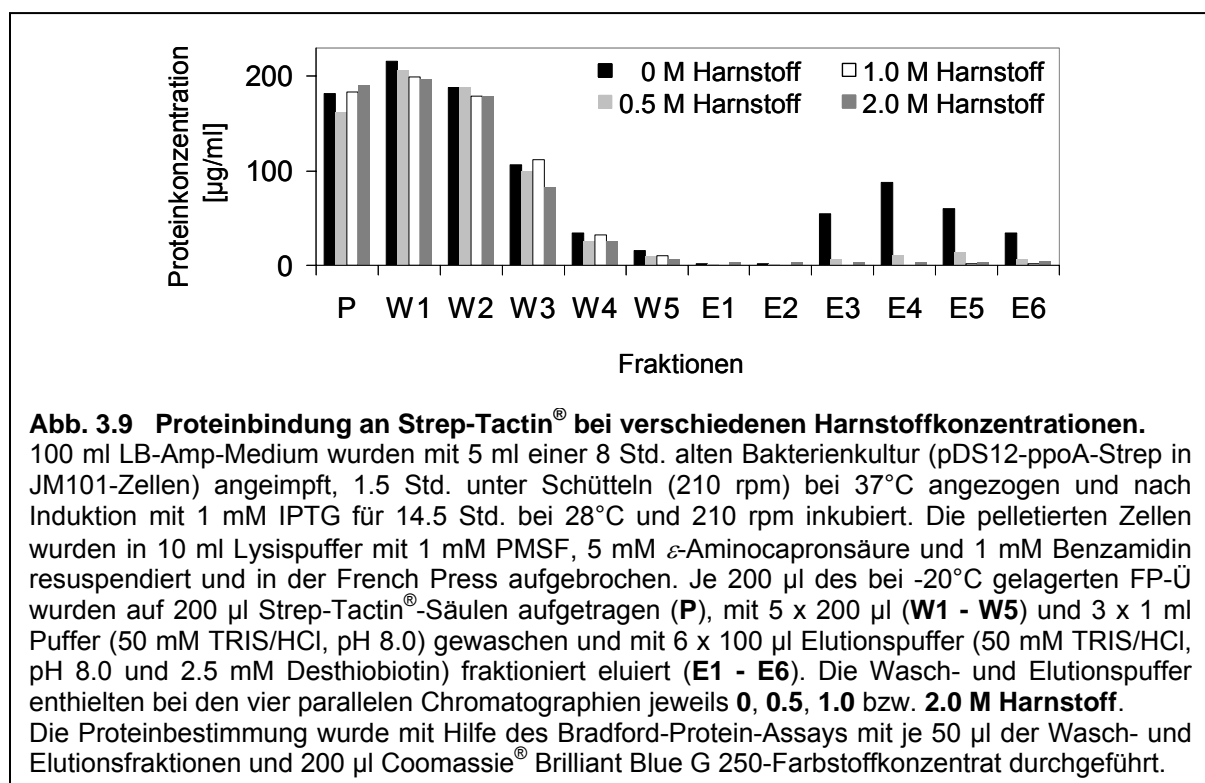 Proteinkonzentration
[µg/ml]
200
100
0
0 M Harnstoff
1.0 M Harnstoff
0.5 M Harnstoff
2.0 M Harnstoff
P W1 W2 W3 W4 W5 E1 E2 E3 E4 E5 E6
Fraktionen
Abb. 3.9 Proteinbindung an Strep-Tactin® bei verschiedenen Harnstoffkonzentrationen.
100 ml LB-Amp-Medium wurden mit 5 ml einer 8 Std. alten Bakterienkultur (pDS12-ppoA-Strep in
JM101-Zellen) angeimpft, 1.5 Std. unter Schütteln (210 rpm) bei 37°C angezogen und nach
Induktion mit 1 mM IPTG für 14.5 Std. bei 28°C und 210 rpm inkubiert. Die pelletierten Zellen
wurden in 10 ml Lysispuffer mit 1 mM PMSF, 5 mM ε-Aminocapronsäure und 1 mM Benzamidin
resuspendiert und in der French Press aufgebrochen. Je 200 µl des bei -20°C gelagerten FP-Ü
wurden auf 200 µl Strep-Tactin®-Säulen aufgetragen (P), mit 5 x 200 µl (W1 - W5) und 3 x 1 ml
Puffer (50 mM TRIS/HCl, pH 8.0) gewaschen und mit 6 x 100 µl Elutionspuffer (50 mM TRIS/HCl,
pH 8.0 und 2.5 mM Desthiobiotin) fraktioniert eluiert (E1 - E6). Die Wasch- und Elutionspuffer
enthielten bei den vier parallelen Chromatographien jeweils 0, 0.5, 1.0 bzw. 2.0 M Harnstoff.
Die Proteinbestimmung wurde mit Hilfe des Bradford-Protein-Assays mit je 50 µl der Wasch- und
Elutionsfraktionen und 200 µl Coomassie® Brilliant Blue G 250-Farbstoffkonzentrat durchgeführt.